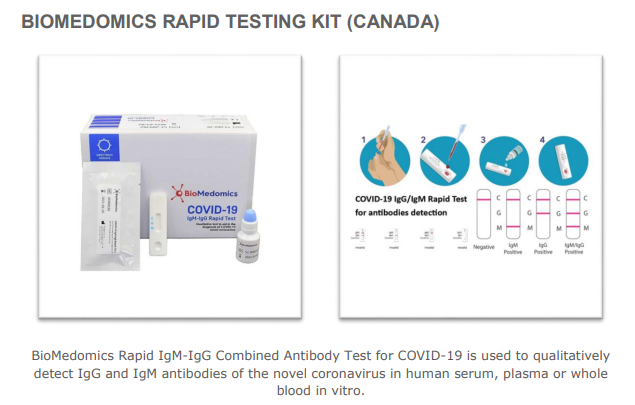 BIOMEDOMICS RAPID TESTING KIT (CANADA)
BioMedomics
BioMedomics
COVID-19
IgM-IgG Rapid Test
1 2 3 4
COVID-19 IgG/IgM Rapid Test
for antibodies detection
C C
G G
M M
Negative IgM Positive IgG Positive IgM/IgG Positive
BioMedomics Rapid IgM-IgG Combined Antibody Test for COVID-19 is used to qualitatively
detect IgG and IgM antibodies of the novel coronavirus in human serum, plasma or whole
blood in vitro.